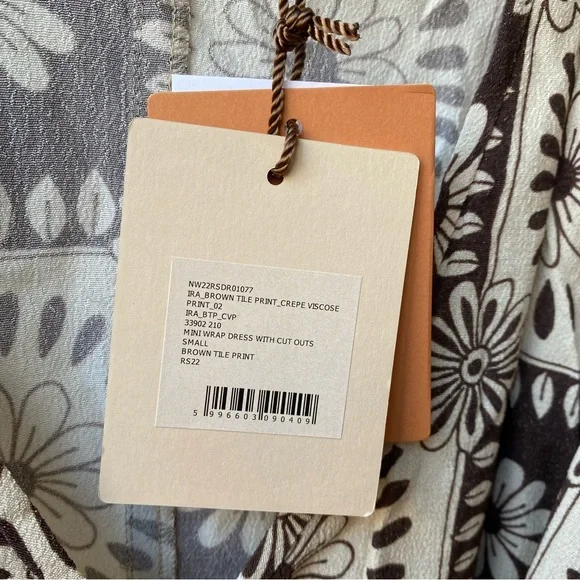 NW22RSDR01077
IRA_BROWN TILE PRINT_CREPE VISCOSE
PRINT_02
IRA_BTP_CVP
33902 210
MINI WRAP DRESS WITH CUT OUTS
SMALL
BROWN TILE PRINT
RS22
5 996603 090409